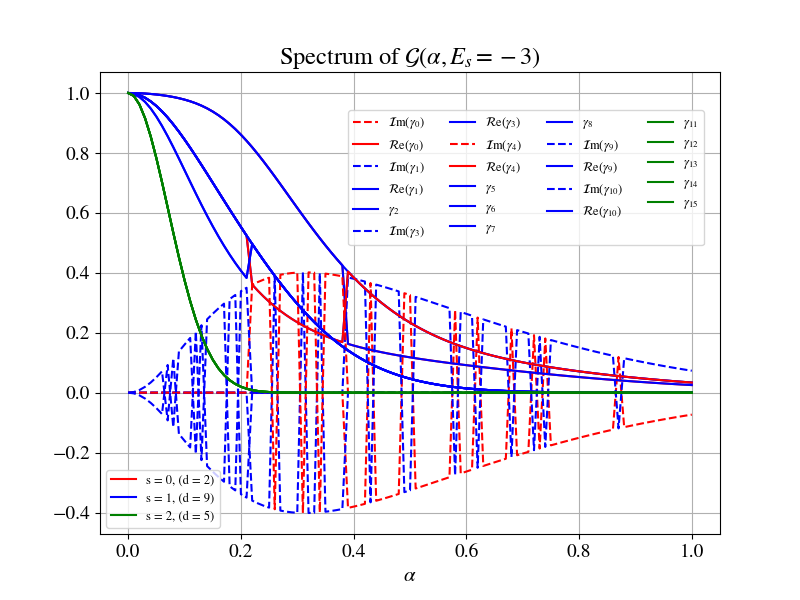 Spectrum of 𝒢(α, E_s = −3)
1.0
0.8
0.6
0.4
0.2
0.0
−0.2
−0.4
ℐm(γ₀)
ℛe(γ₀)
ℐm(γ₁)
ℛe(γ₁)
γ₂
ℐm(γ₃)
ℛe(γ₃)
ℐm(γ₄)
ℛe(γ₄)
γ₅
γ₆
γ₇
γ₈
ℐm(γ₉)
ℛe(γ₉)
ℐm(γ₁₀)
ℛe(γ₁₀)
γ₁₁
γ₁₂
γ₁₃
γ₁₄
γ₁₅
s = 0, (d = 2)
s = 1, (d = 9)
s = 2, (d = 5)
0.0 0.2 0.4 0.6 0.8 1.0
α